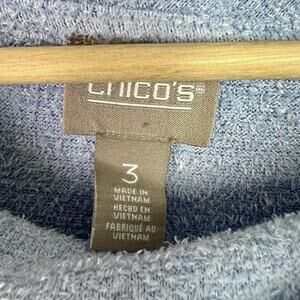 CHICO'S
3
MADE IN
VIETNAM
HECHO EN
VIETNAM
FABRIQUÉ AU
VIETNAM